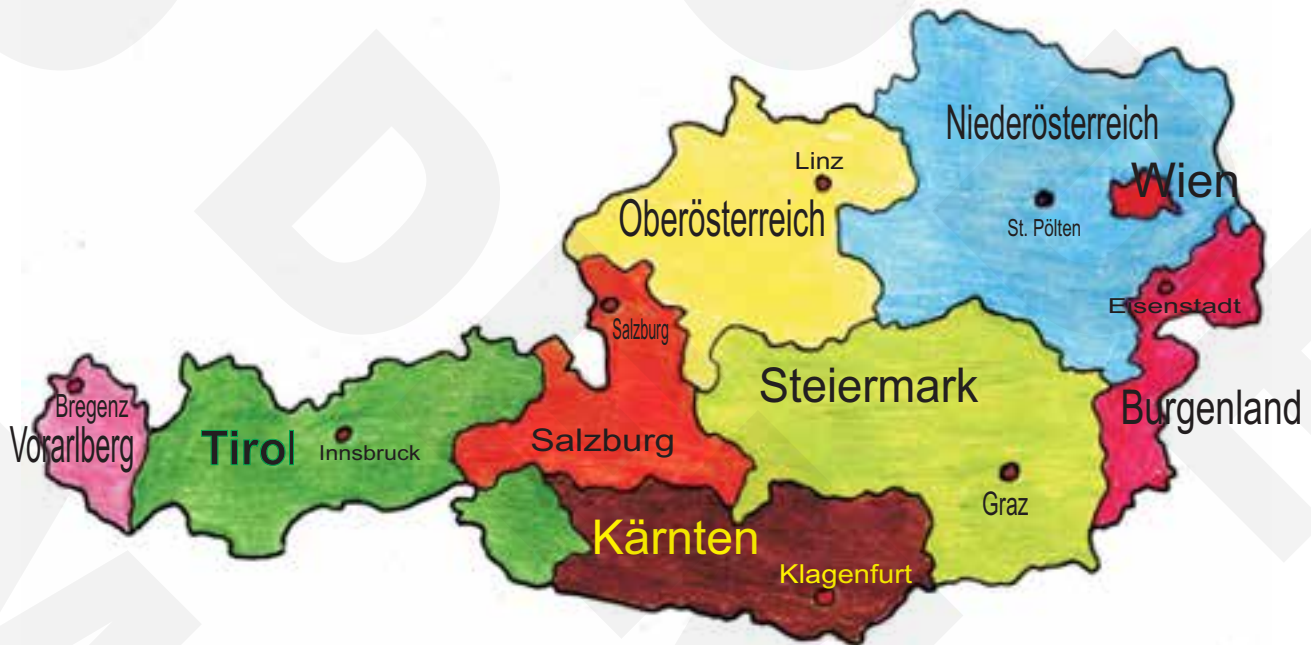 Niederösterreich
Linz
Wien
Oberösterreich
St. Pölten
Eisenstadt
Salzburg
Steiermark
Bregenz
Burgenland
Vorarlberg
Tirol
Innsbruck
Salzburg
Graz
Kärnten
Klagenfurt